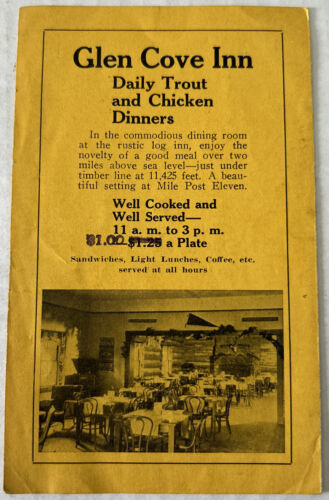 Glen Cove Inn
Daily Trout
and Chicken
Dinners
In the commodious dining room
at the rustic log inn, enjoy the
novelty of a good meal over two
miles above sea level—just under
timber line at 11,425 feet. A beau-
tiful setting at Mile Post Eleven.
Well Cooked and
Well Served—
11 a. m. to 3 p. m.
$1.00 $1.25 a Plate
Sandwiches, Light Lunches, Coffee, etc.
served at all hours